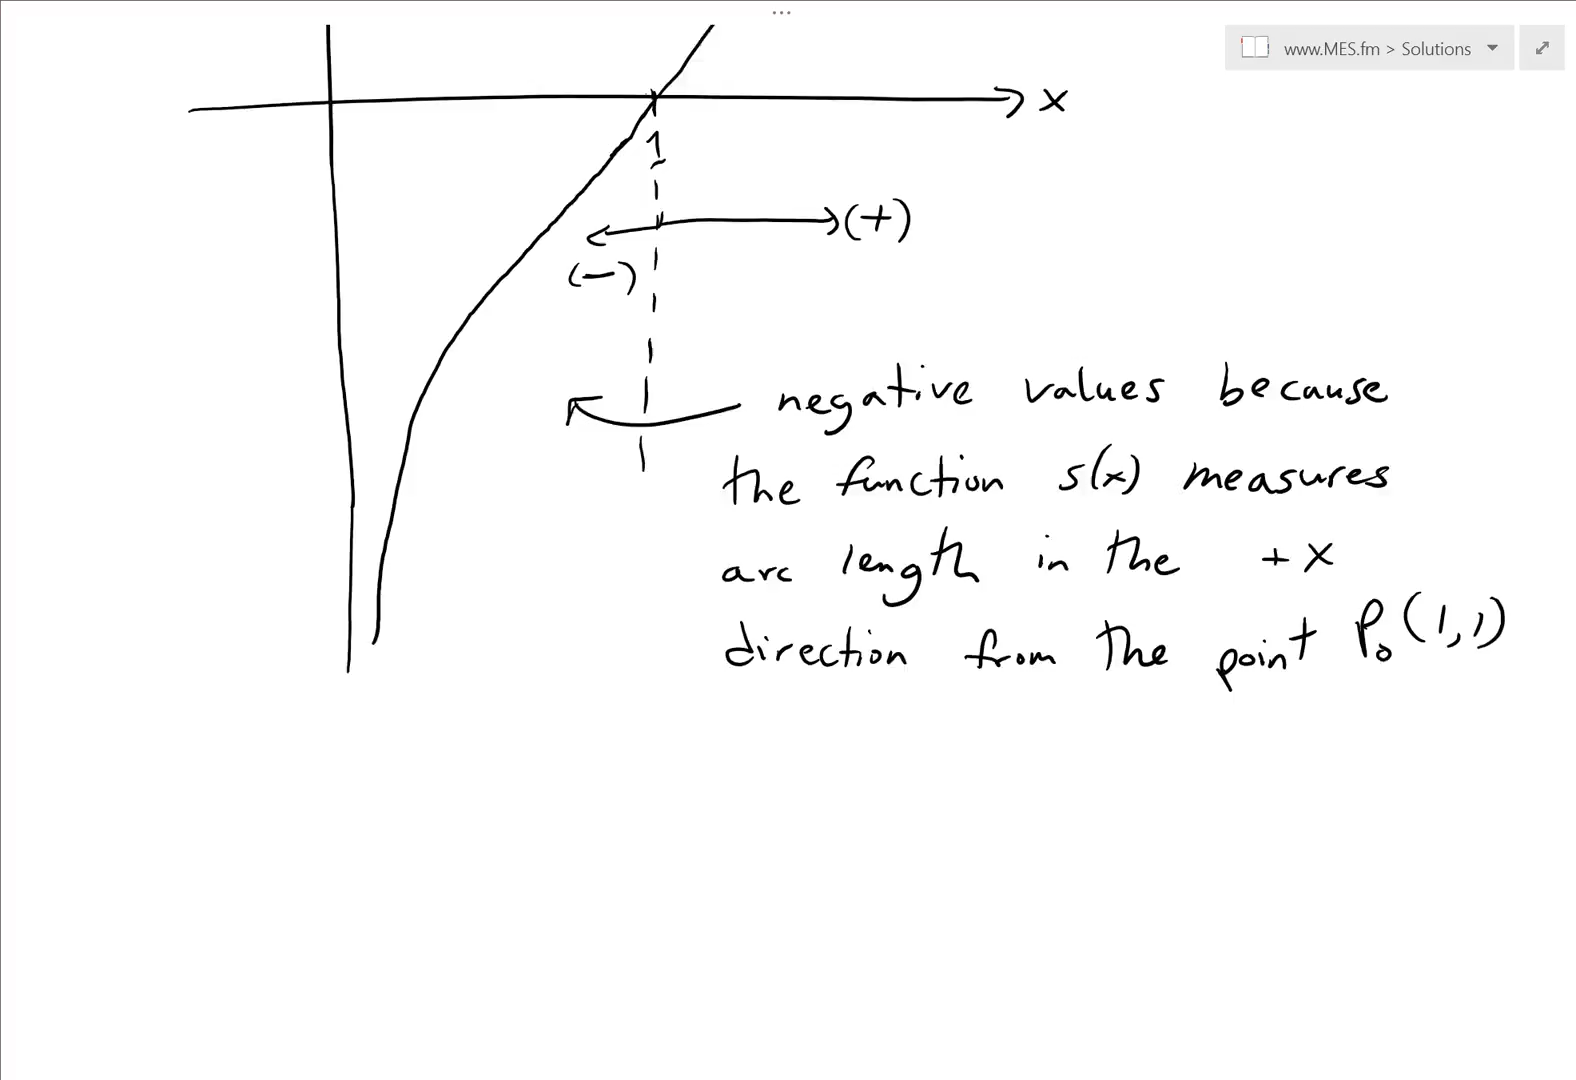 www.MES.fm > Solutions
x
1
(+)
(-)
negative values because
the function s(x) measures
arc length in the +x
direction from the point P₀(1,1)